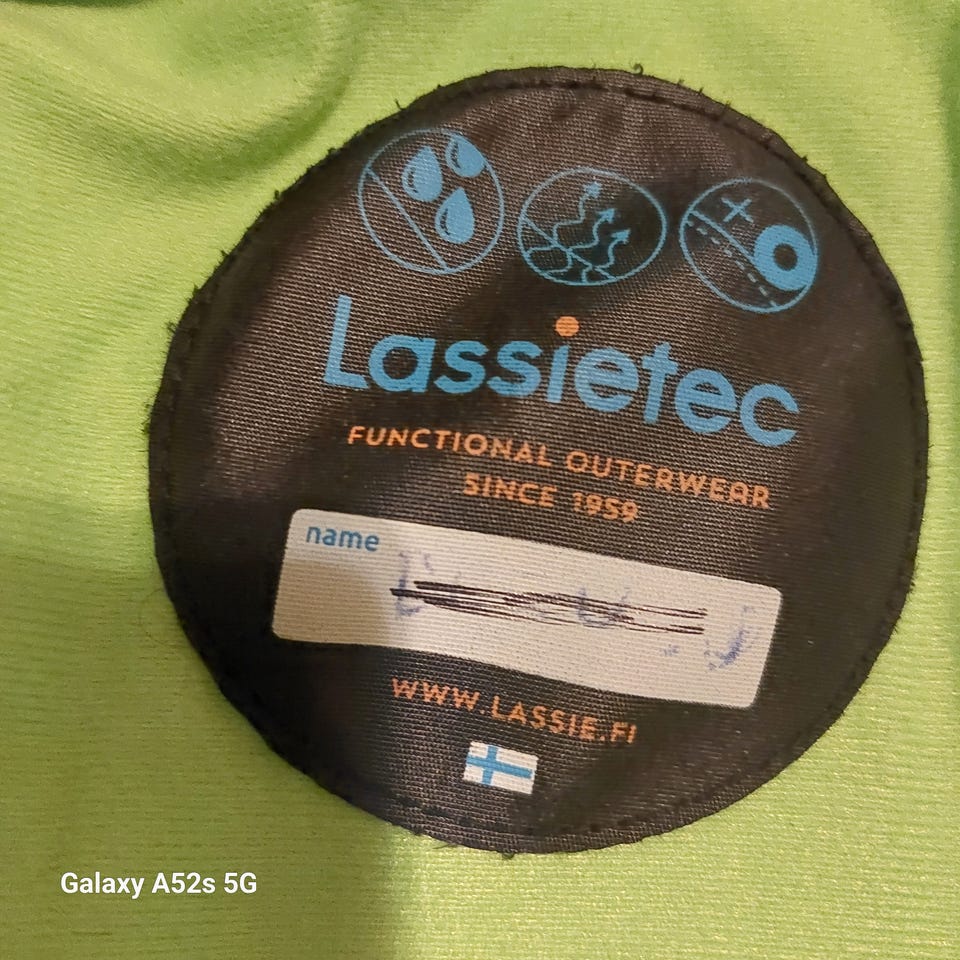 Lassietec
FUNCTIONAL OUTERWEAR
SINCE 1959
name
WWW.LASSIE.FI
Galaxy A52s 5G